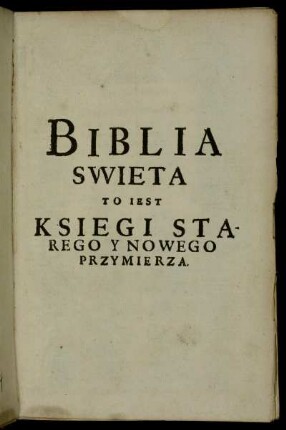 BIBLIA
SWIETA
TO IEST
KSIEGI STA-
REGO Y NOWEGO
PRZYMIERZA.